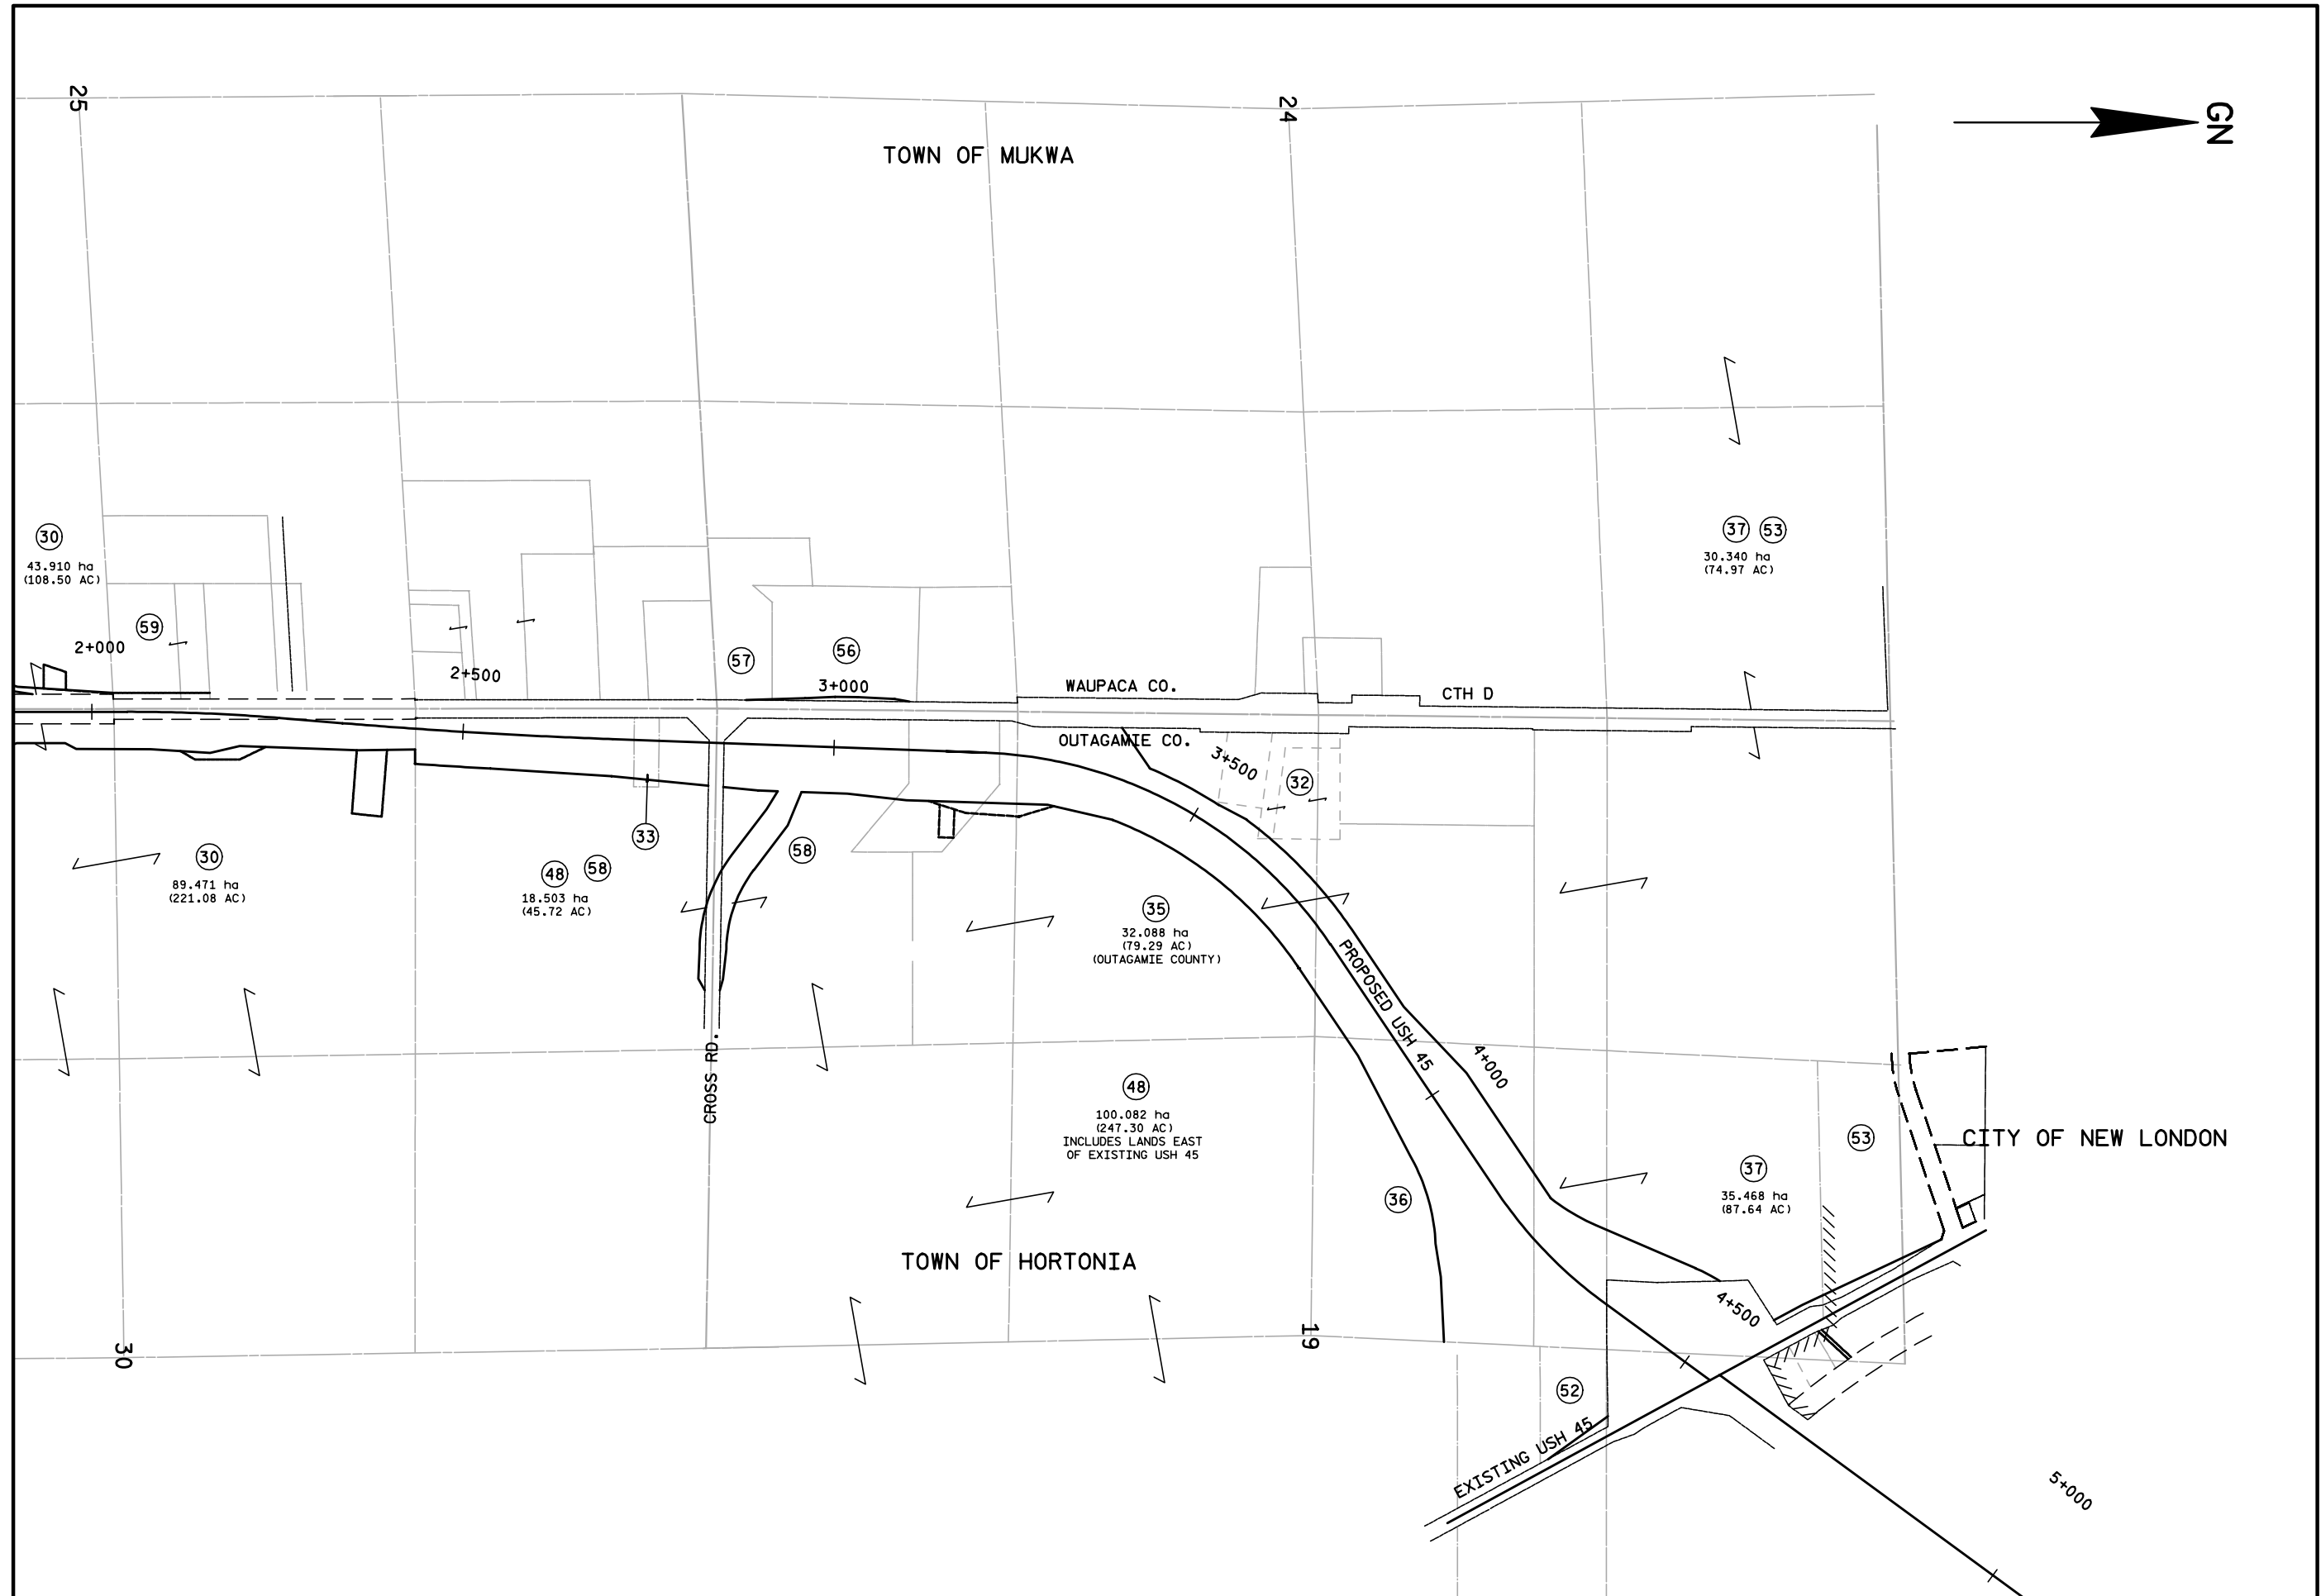 25
24
GN
TOWN OF MUKWA
30
43.910 ha
(108.50 AC)
37 53
30.340 ha
(74.97 AC)
59
2+000
2+500
57
56
3+000
WAUPACA CO.
CTH D
OUTAGAMIE CO.
3+500
32
33
30
89.471 ha
(221.08 AC)
48 58
18.503 ha
(45.72 AC)
58
35
32.088 ha
(79.29 AC)
(OUTAGAMIE COUNTY)
PROPOSED USH 45
4+000
CROSS RD.
48
100.082 ha
(247.30 AC)
INCLUDES LANDS EAST
OF EXISTING USH 45
53
CITY OF NEW LONDON
37
35.468 ha
(87.64 AC)
36
TOWN OF HORTONIA
4+500
30
19
52
EXISTING USH 45
5+000